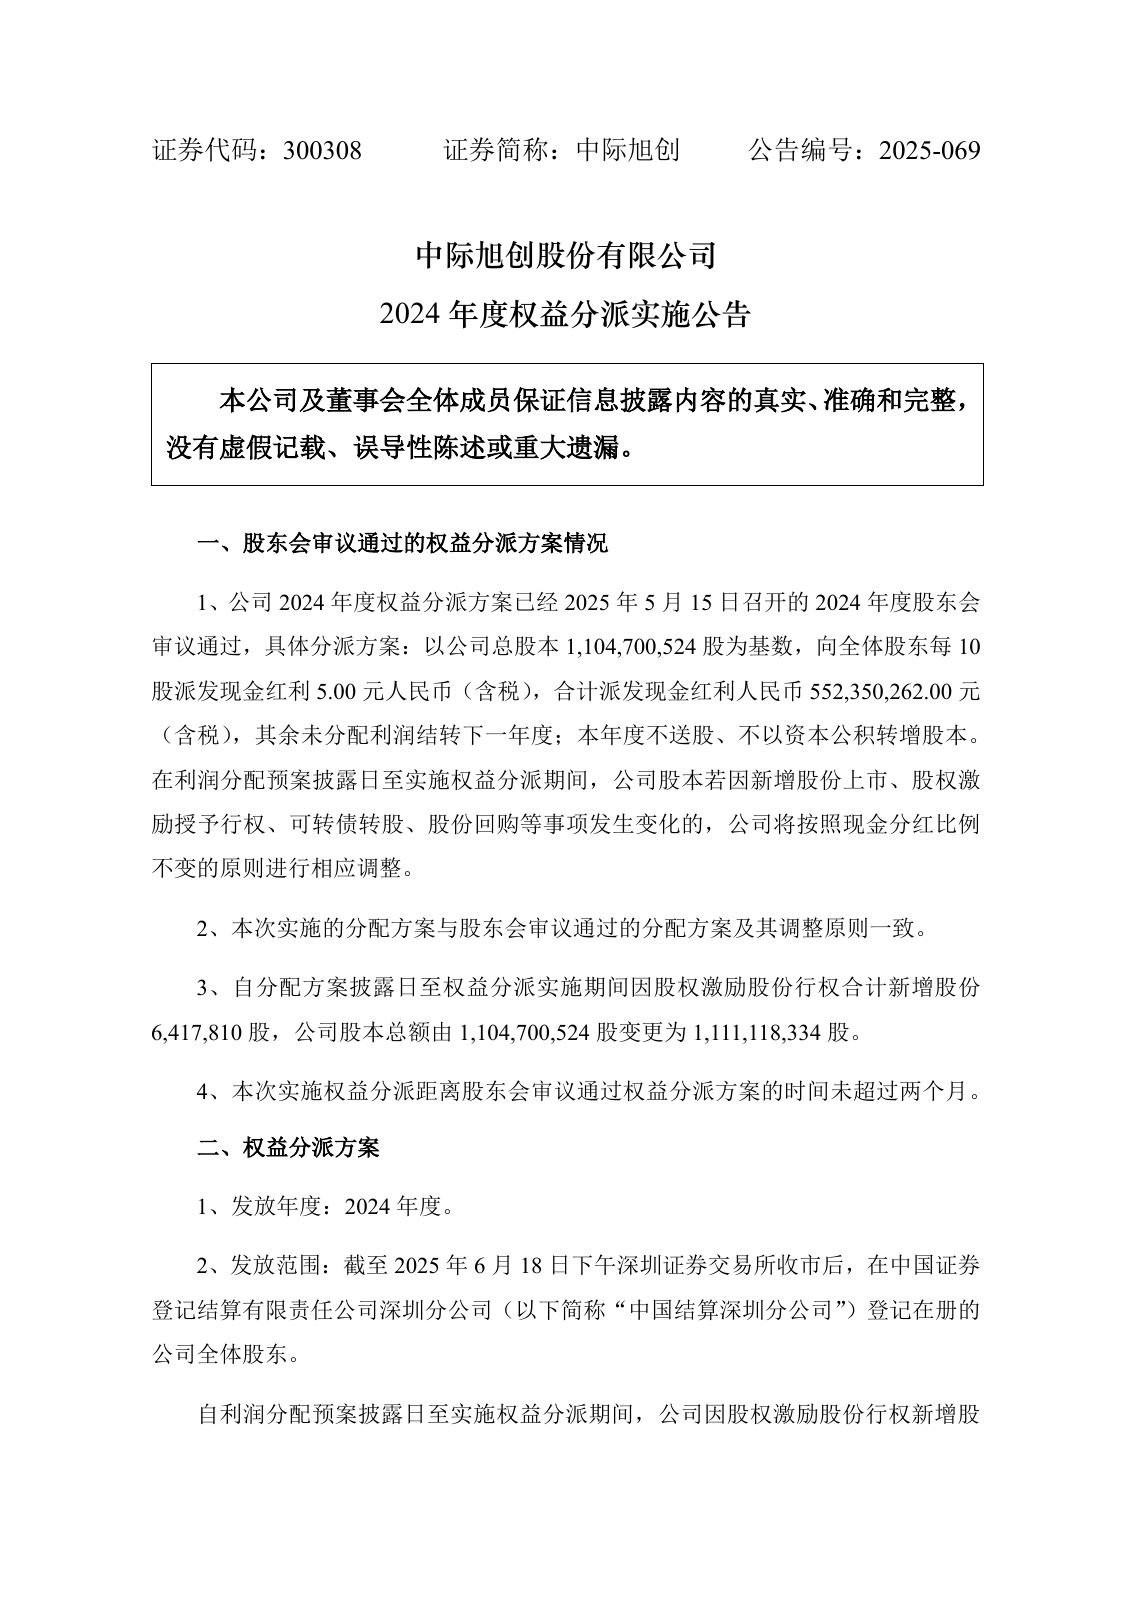 证券代码：300308 证券简称：中际旭创 公告编号：2025-069
中际旭创股份有限公司
2024 年度权益分派实施公告
本公司及董事会全体成员保证信息披露内容的真实、准确和完整，
没有虚假记载、误导性陈述或重大遗漏。
一、股东会审议通过的权益分派方案情况
1、公司 2024 年度权益分派方案已经 2025 年 5 月 15 日召开的 2024 年度股东会
审议通过，具体分派方案：以公司总股本 1,104,700,524 股为基数，向全体股东每 10
股派发现金红利 5.00 元人民币（含税），合计派发现金红利人民币 552,350,262.00 元
（含税），其余未分配利润结转下一年度；本年度不送股、不以资本公积转增股本。
在利润分配预案披露日至实施权益分派期间，公司股本若因新增股份上市、股权激
励授予行权、可转债转股、股份回购等事项发生变化的，公司将按照现金分红比例
不变的原则进行相应调整。
2、本次实施的分配方案与股东会审议通过的分配方案及其调整原则一致。
3、自分配方案披露日至权益分派实施期间因股权激励股份行权合计新增股份
6,417,810 股，公司股本总额由 1,104,700,524 股变更为 1,111,118,334 股。
4、本次实施权益分派距离股东会审议通过权益分派方案的时间未超过两个月。
二、权益分派方案
1、发放年度：2024 年度。
2、发放范围：截至 2025 年 6 月 18 日下午深圳证券交易所收市后，在中国证券
登记结算有限责任公司深圳分公司（以下简称“中国结算深圳分公司”）登记在册的
公司全体股东。
自利润分配预案披露日至实施权益分派期间，公司因股权激励股份行权新增股